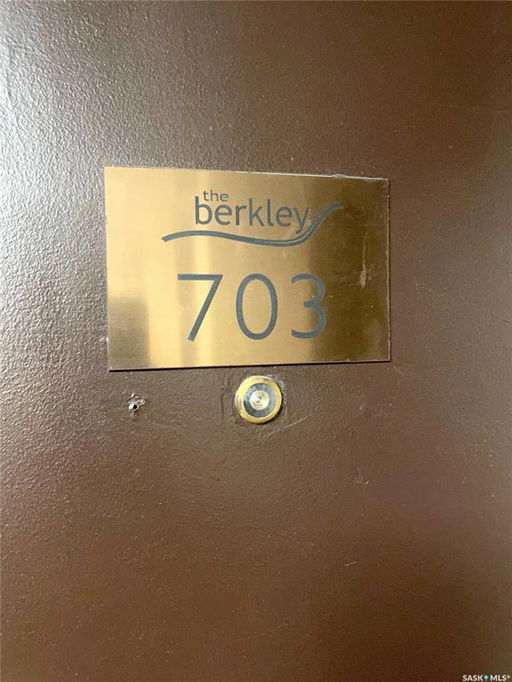 the
berkley
703
SASK MLS®